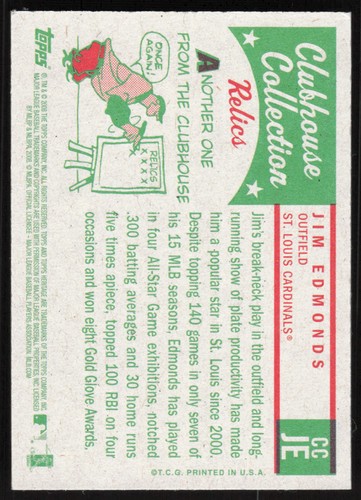 Clubhouse
Collection
Relics
JIM EDMONDS
OUTFIELD
ST. LOUIS CARDINALS®
CC
JE
ONCE
AGAIN!
RELICS
X X X X
X X X X
ANOTHER ONE
FROM THE CLUBHOUSE
Jim's break-neck play in the outfield and long-
running show of plate productivity has made
him a popular star in St. Louis since 2000.
Despite topping 140 games in just seven of
his 15 MLB seasons, Edmonds has played
in four All-Star Game exhibitions, notched
.300 batting averages and 30 home runs
five times apiece, topped 100 RBI on four
occasions and won eight Gold Glove Awards.
©T.C.G. PRINTED IN U.S.A.
topps